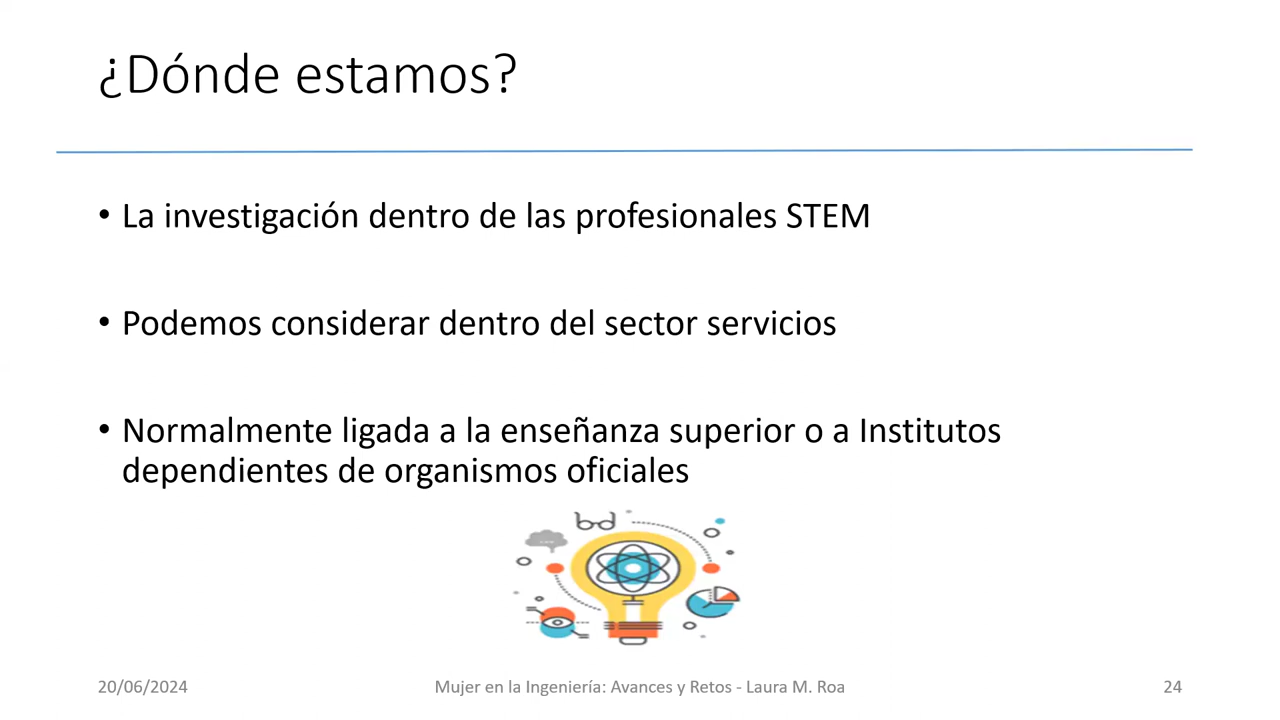 ¿Dónde estamos?
• La investigación dentro de las profesionales STEM
• Podemos considerar dentro del sector servicios
• Normalmente ligada a la enseñanza superior o a Institutos
dependientes de organismos oficiales
20/06/2024
Mujer en la Ingeniería: Avances y Retos - Laura M. Roa
24